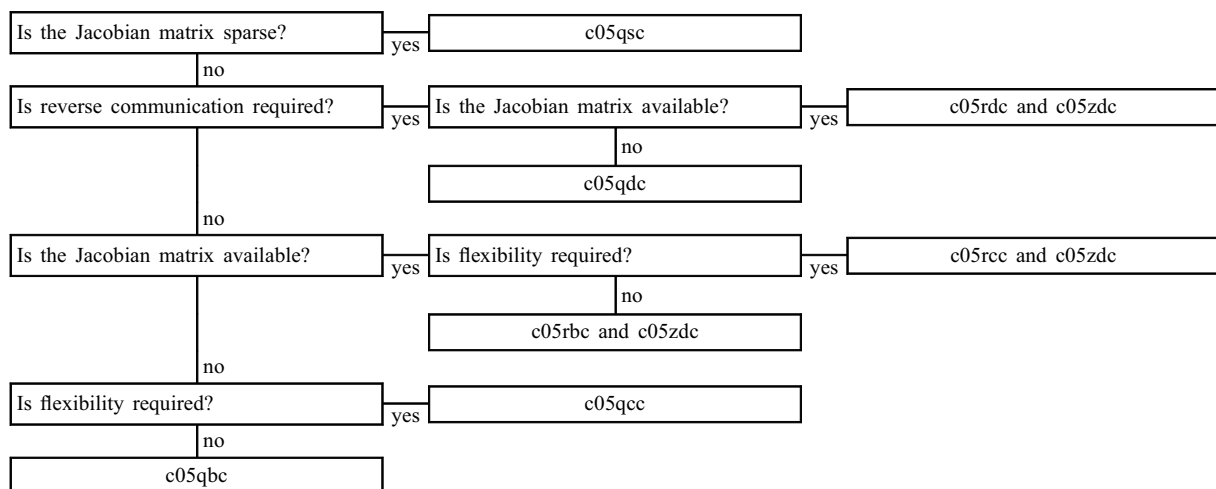 Is the Jacobian matrix sparse?
yes
c05qsc
no
Is reverse communication required?
yes
Is the Jacobian matrix available?
yes
c05rdc and c05zdc
no
c05qdc
no
Is the Jacobian matrix available?
yes
Is flexibility required?
yes
c05rcc and c05zdc
no
c05rbc and c05zdc
no
Is flexibility required?
yes
c05qcc
no
c05qbc